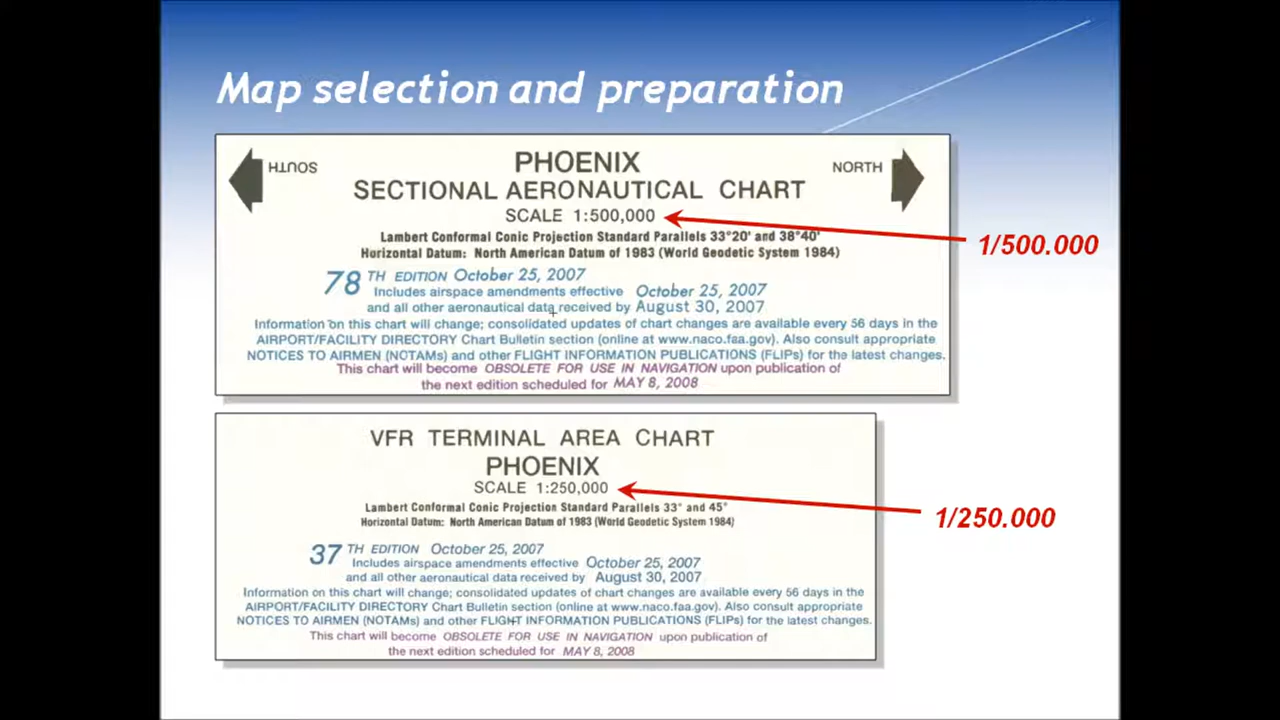 Map selection and preparation
SOUTH
PHOENIX
NORTH
SECTIONAL AERONAUTICAL CHART
SCALE 1:500,000
Lambert Conformal Conic Projection Standard Parallels 33°20' and 38°40'
Horizontal Datum: North American Datum of 1983 (World Geodetic System 1984)
1/500.000
78 TH EDITION October 25, 2007
Includes airspace amendments effective October 25, 2007
and all other aeronautical data received by August 30, 2007
Information on this chart will change; consolidated updates of chart changes are available every 56 days in the
AIRPORT/FACILITY DIRECTORY Chart Bulletin section (online at www.naco.faa.gov). Also consult appropriate
NOTICES TO AIRMEN (NOTAMs) and other FLIGHT INFORMATION PUBLICATIONS (FLIPs) for the latest changes.
This chart will become OBSOLETE FOR USE IN NAVIGATION upon publication of
the next edition scheduled for MAY 8, 2008
VFR TERMINAL AREA CHART
PHOENIX
SCALE 1:250,000
Lambert Conformal Conic Projection Standard Parallels 33° and 45°
Horizontal Datum: North American Datum of 1983 (World Geodetic System 1984)
1/250.000
37 TH EDITION October 25, 2007
Includes airspace amendments effective October 25, 2007
and all other aeronautical data received by August 30, 2007
Information on this chart will change; consolidated updates of chart changes are available every 56 days in the
AIRPORT/FACILITY DIRECTORY Chart Bulletin section (online at www.naco.faa.gov). Also consult appropriate
NOTICES TO AIRMEN (NOTAMs) and other FLIGHT INFORMATION PUBLICATIONS (FLIPs) for the latest changes.
This chart will become OBSOLETE FOR USE IN NAVIGATION upon publication of
the next edition scheduled for MAY 8, 2008